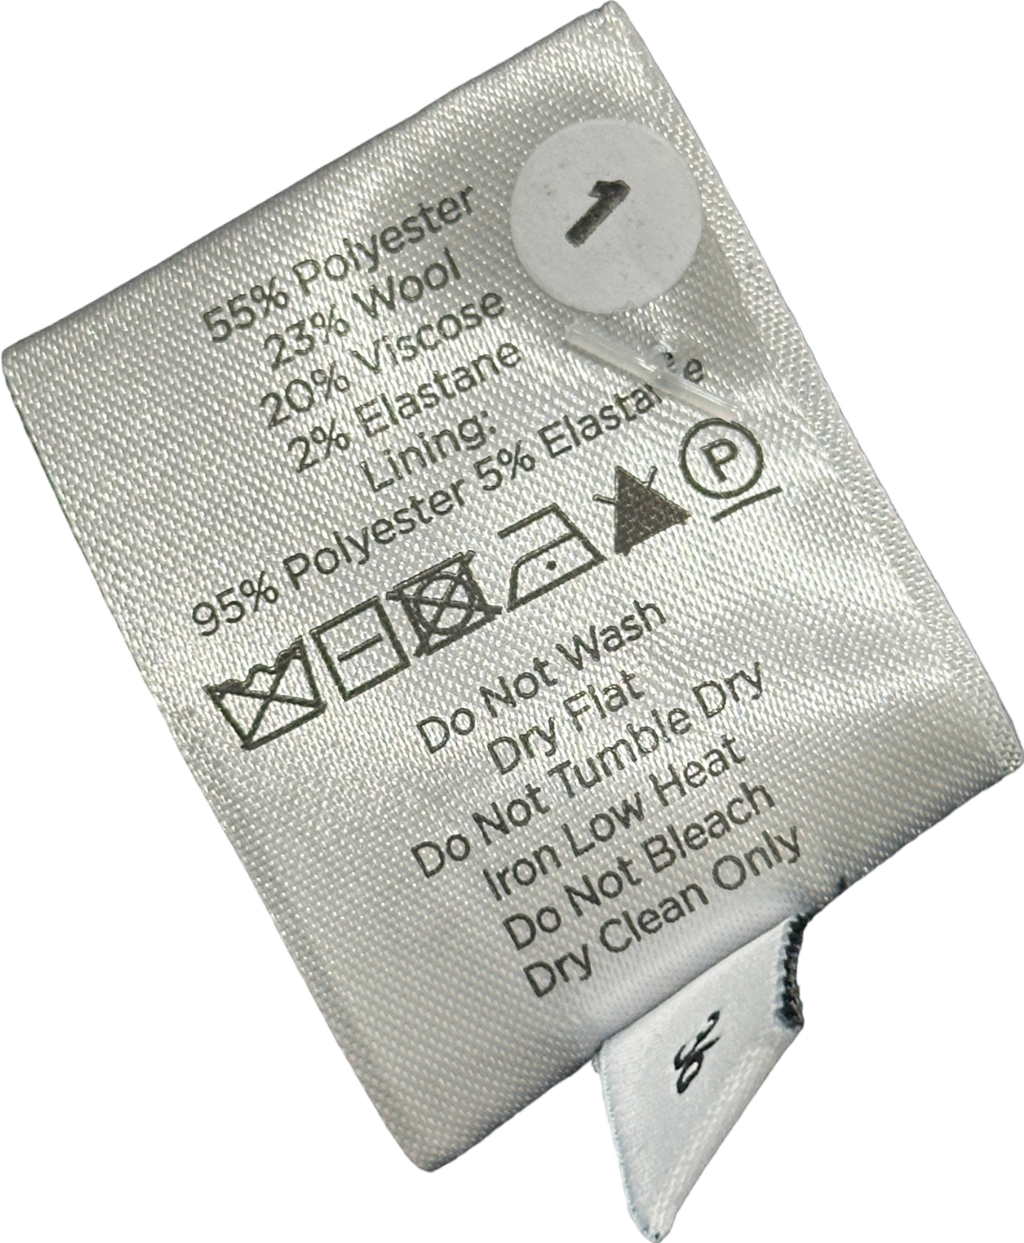 1
55% Polyester
23% Wool
20% Viscose
2% Elastane
Lining:
95% Polyester 5% Elastane
P
Do Not Wash
Dry Flat
Do Not Tumble Dry
Iron Low Heat
Do Not Bleach
Dry Clean Only